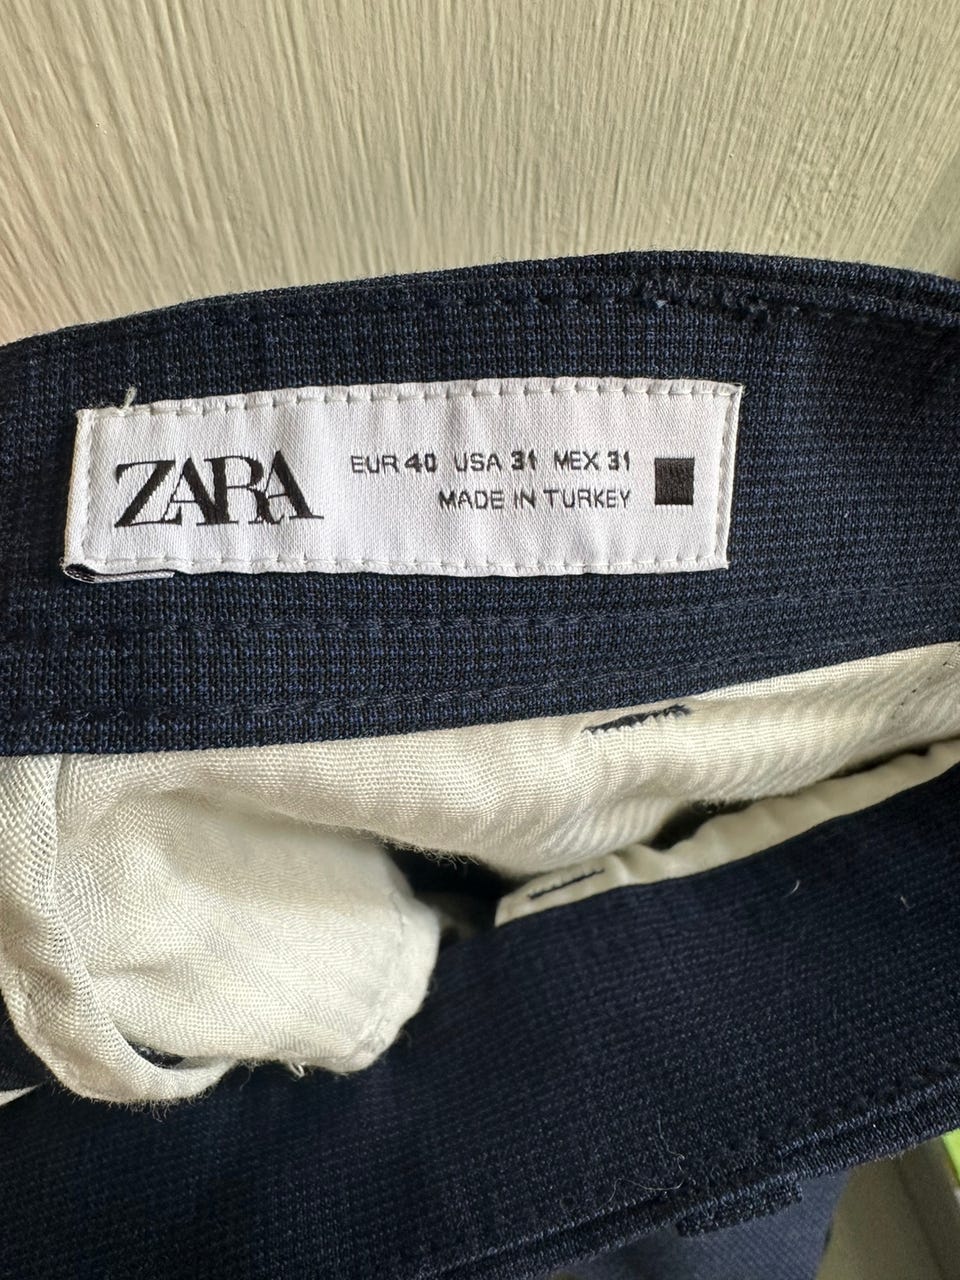 ZARA
EUR 40 USA 31 MEX 31
MADE IN TURKEY